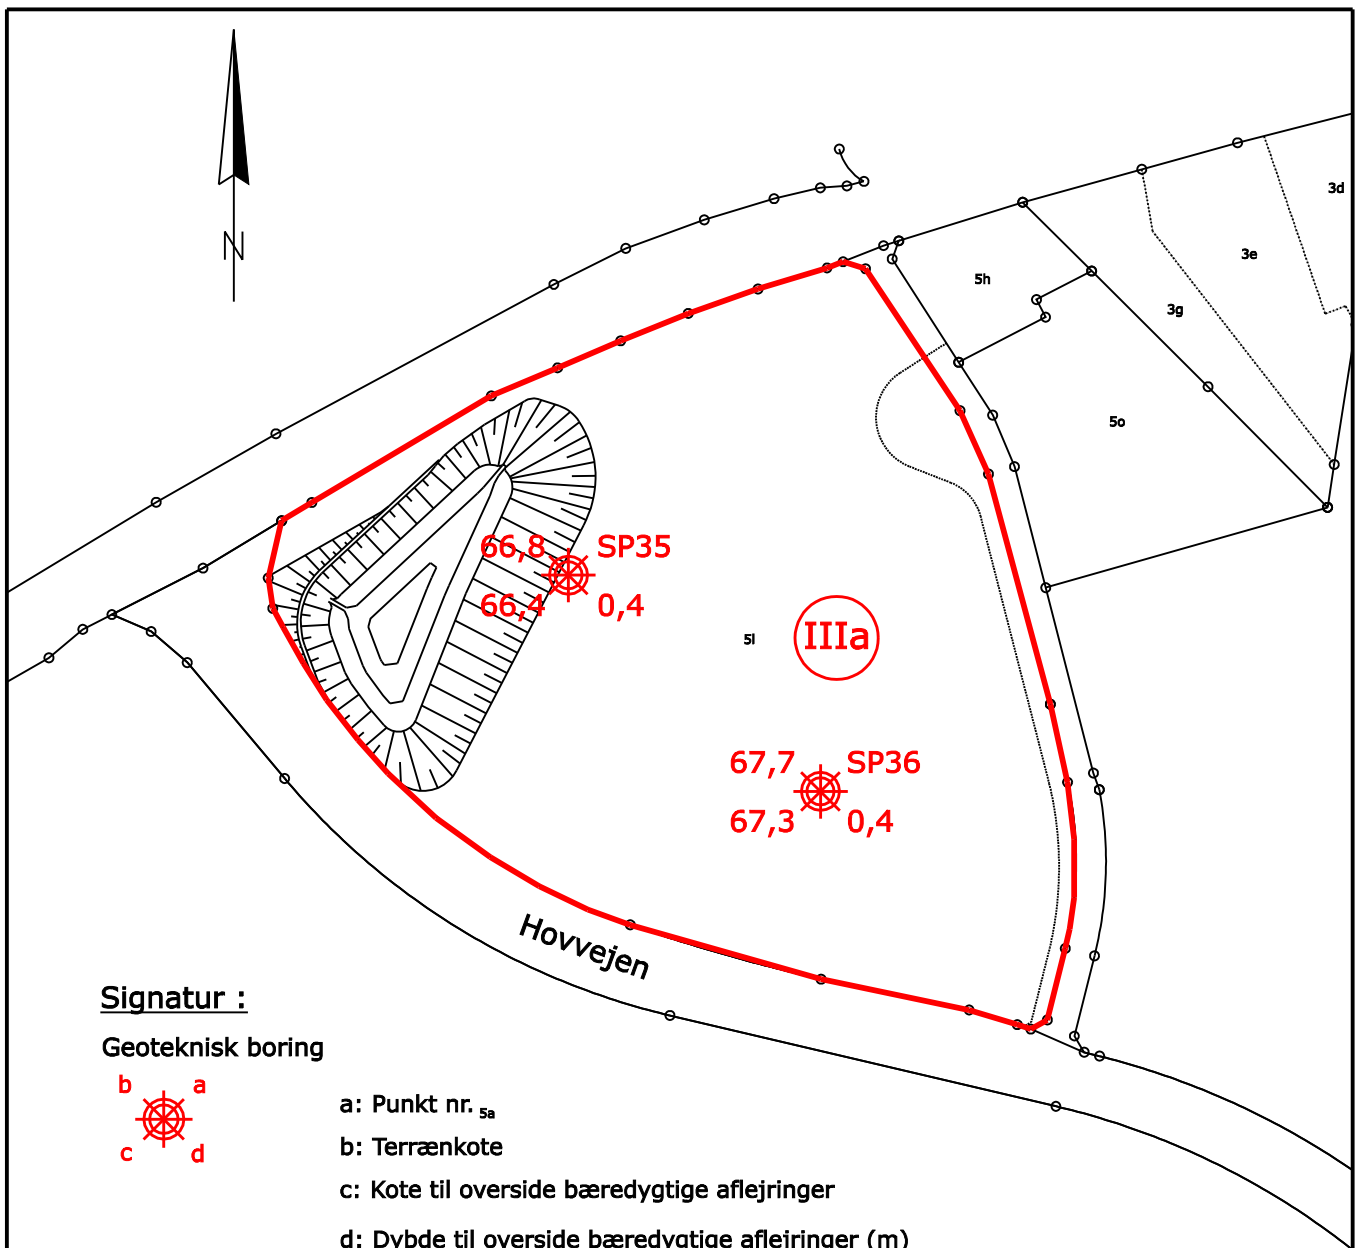 N
3d
3e
5h
3g
5o
66,8 SP35
66,4 0,4
5l
IIIa
67,7 SP36
67,3 0,4
Hovvejen
Signatur :
Geoteknisk boring
b a
c d
a: Punkt nr. 5a
b: Terrænkote
c: Kote til overside bæredygtige aflejringer
d: Dybde til overside bæredygtige aflejringer (m)